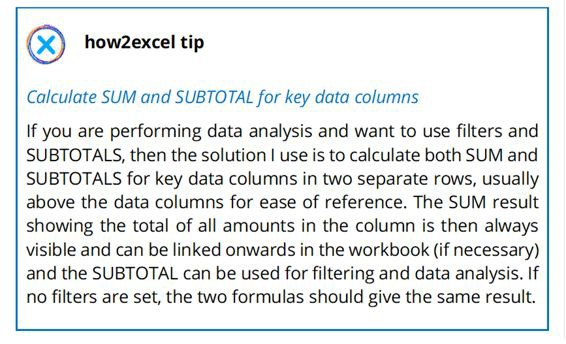 how2excel tip
Calculate SUM and SUBTOTAL for key data columns
If you are performing data analysis and want to use filters and
SUBTOTALS, then the solution I use is to calculate both SUM and
SUBTOTALS for key data columns in two separate rows, usually
above the data columns for ease of reference. The SUM result
showing the total of all amounts in the column is then always
visible and can be linked onwards in the workbook (if necessary)
and the SUBTOTAL can be used for filtering and data analysis. If
no filters are set, the two formulas should give the same result.